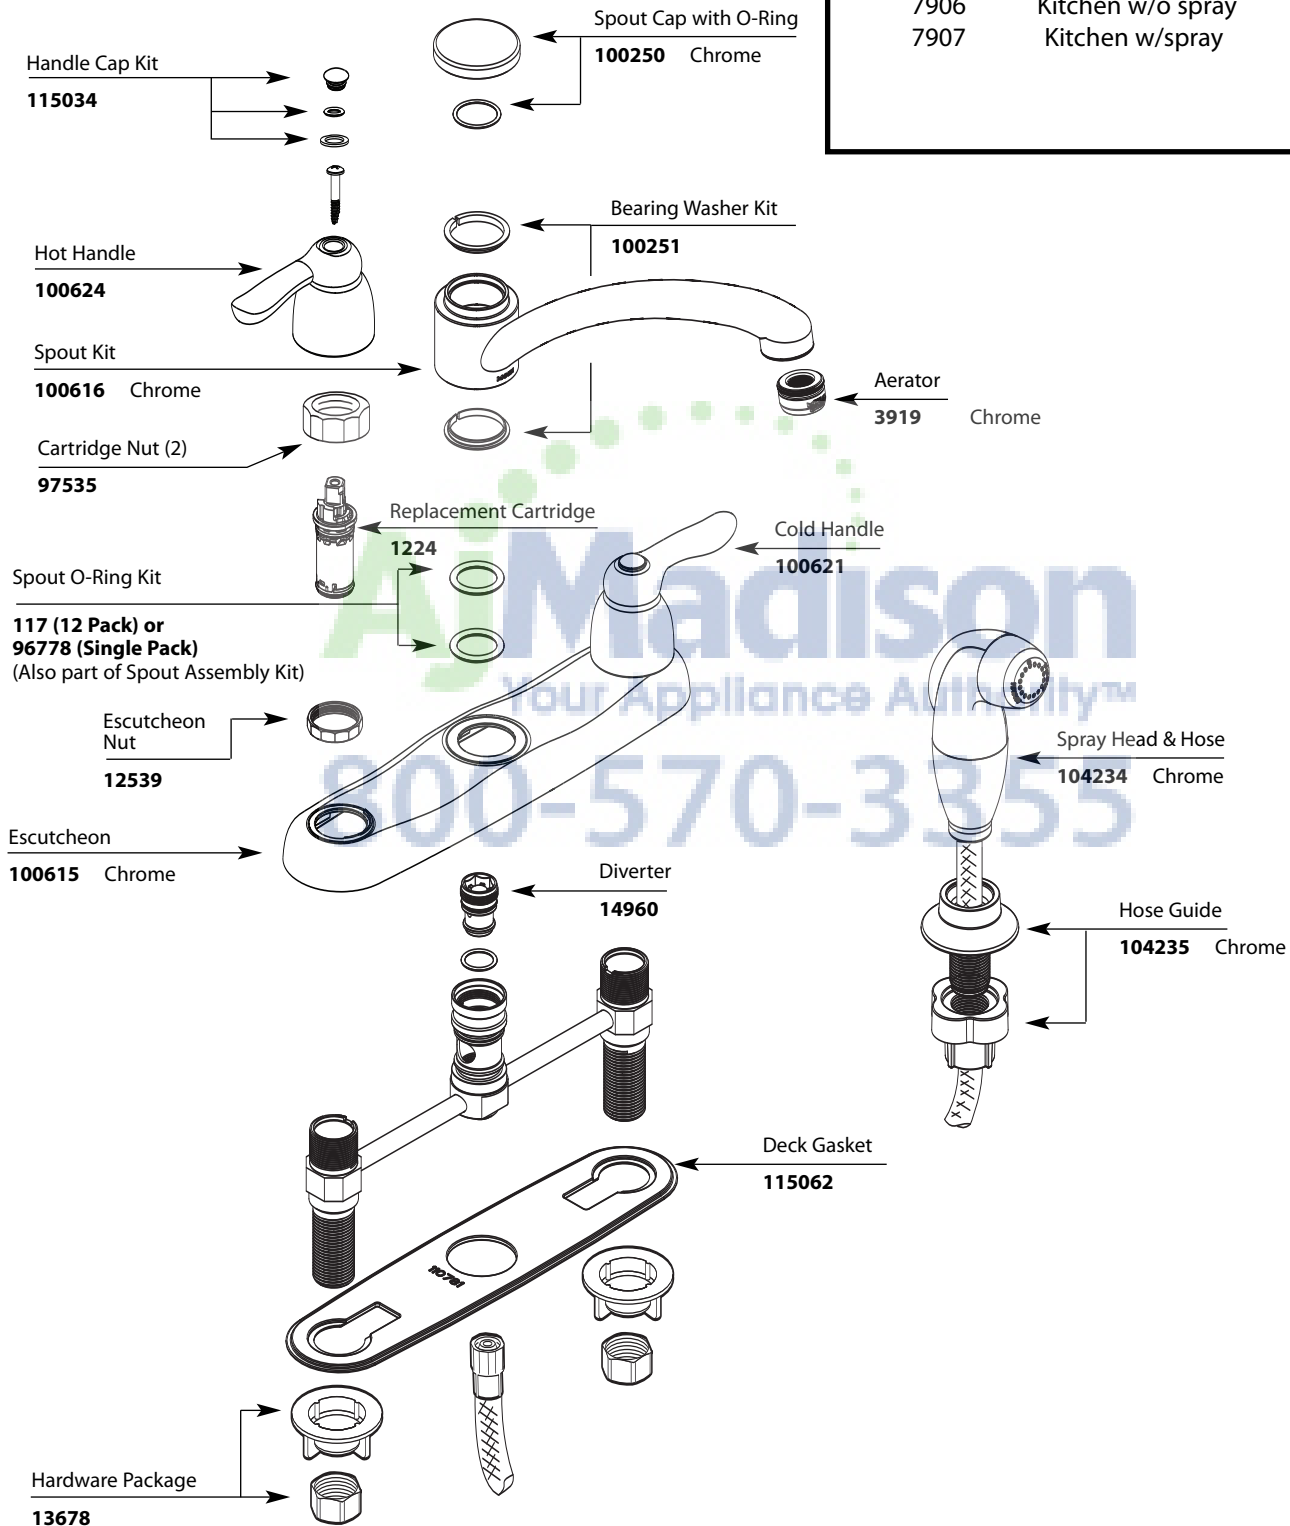 7906 Kitchen w/o spray
7907 Kitchen w/spray
Spout Cap with O-Ring
100250 Chrome
Handle Cap Kit
115034
Bearing Washer Kit
100251
Hot Handle
100624
Spout Kit
100616 Chrome
Aerator
3919 Chrome
Cartridge Nut (2)
97535
Replacement Cartridge
1224
Cold Handle
100621
Spout O-Ring Kit
117 (12 Pack) or
96778 (Single Pack)
(Also part of Spout Assembly Kit)
AjMadison
Your Appliance Authority™
800-570-3355
Escutcheon
Nut
12539
Spray Head & Hose
104234 Chrome
Escutcheon
100615 Chrome
Diverter
14960
Hose Guide
104235 Chrome
Deck Gasket
115062
Hardware Package
13678